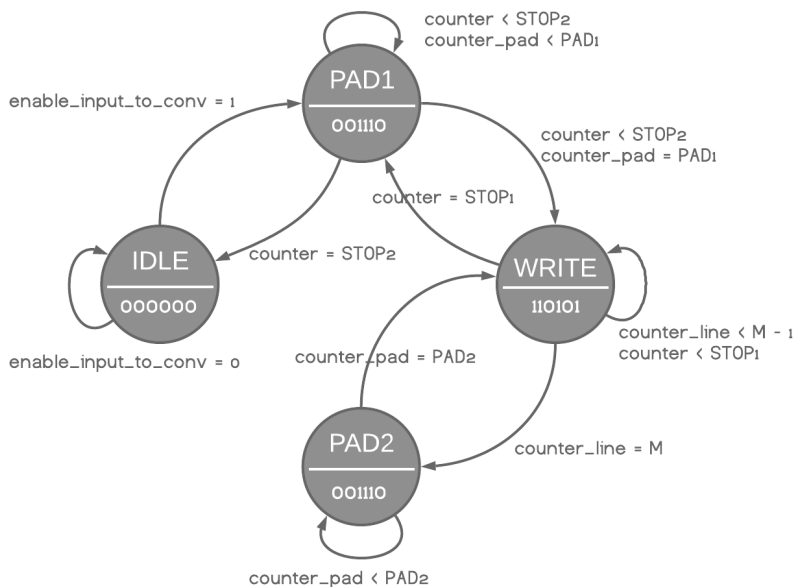 counter < STOP2
counter_pad < PAD1
PAD1
001110
enable_input_to_conv = 1
counter < STOP2
counter_pad = PAD1
counter = STOP1
counter = STOP2
IDLE
000000
WRITE
110101
counter_line < M - 1
counter < STOP1
enable_input_to_conv = 0
counter_pad = PAD2
PAD2
001110
counter_line = M
counter_pad < PAD2